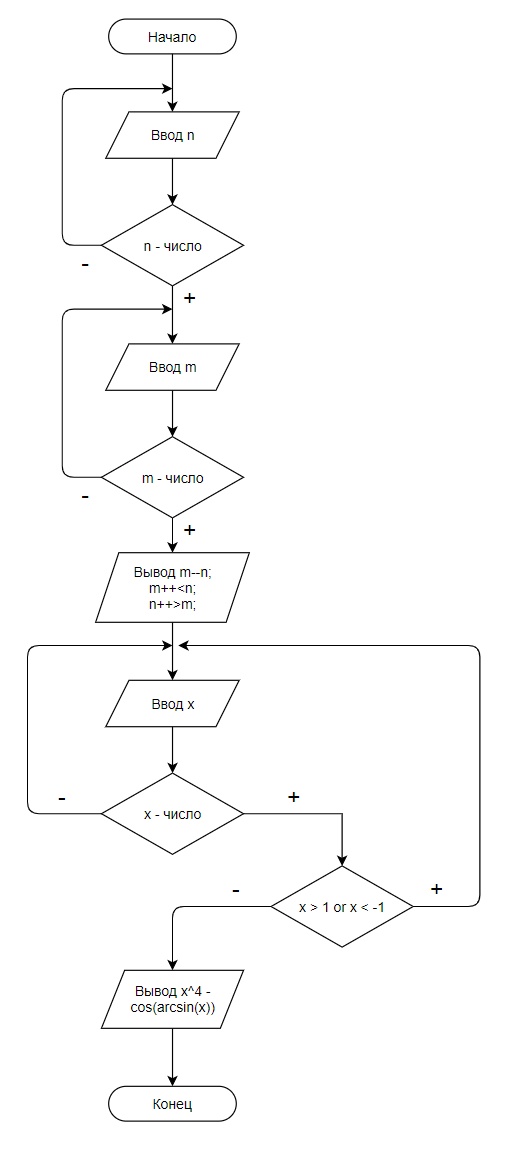 Начало
Ввод n
n - число
-
+
Ввод m
m - число
-
+
Вывод m--n;
m++<n;
n++>m;
Ввод x
-
+
x - число
-
+
x > 1 or x < -1
Вывод x^4 -
cos(arcsin(x))
Конец